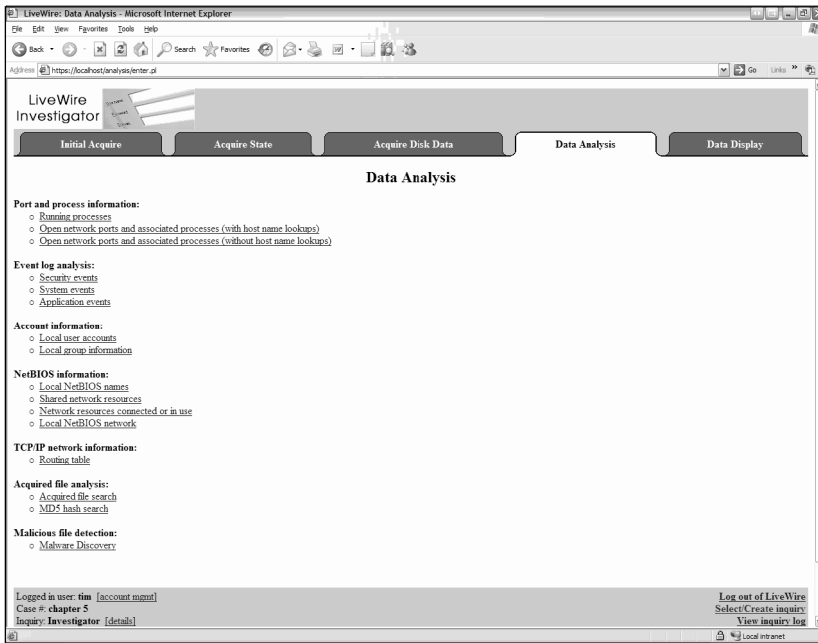 LiveWire: Data Analysis - Microsoft Internet Explorer
File Edit View Favorites Tools Help
Back Search Favorites
Address https://localhost/analysis/enter.pl Go Links »
LiveWire
Investigator
Initial Acquire Acquire State Acquire Disk Data Data Analysis Data Display
Data Analysis
Port and process information:
Running processes
Open network ports and associated processes (with host name lookups)
Open network ports and associated processes (without host name lookups)
Event log analysis:
Security events
System events
Application events
Account information:
Local user accounts
Local group information
NetBIOS information:
Local NetBIOS names
Shared network resources
Network resources connected or in use
Local NetBIOS network
TCP/IP network information:
Routing table
Acquired file analysis:
Acquired file search
MD5 hash search
Malicious file detection:
Malware Discovery
Logged in user: tim [account mgmt] Log out of LiveWire
Case #: chapter 5 Select/Create inquiry
Inquiry: Investigator [details] View inquiry log
Local intranet